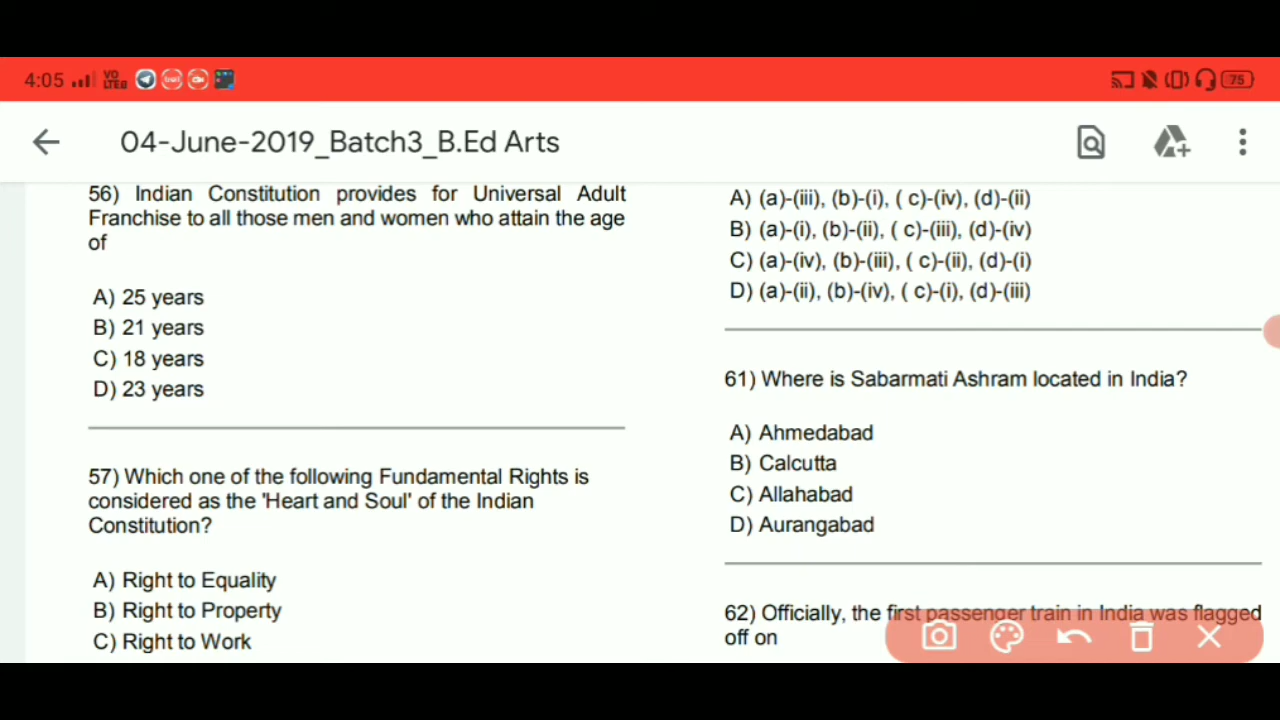 4:05
VO
LTEB
75
04-June-2019_Batch3_B.Ed Arts
56) Indian Constitution provides for Universal Adult
Franchise to all those men and women who attain the age
of
A) 25 years
B) 21 years
C) 18 years
D) 23 years
57) Which one of the following Fundamental Rights is
considered as the 'Heart and Soul' of the Indian
Constitution?
A) Right to Equality
B) Right to Property
C) Right to Work
A) (a)-(iii), (b)-(i), ( c)-(iv), (d)-(ii)
B) (a)-(i), (b)-(ii), ( c)-(iii), (d)-(iv)
C) (a)-(iv), (b)-(iii), ( c)-(ii), (d)-(i)
D) (a)-(ii), (b)-(iv), ( c)-(i), (d)-(iii)
61) Where is Sabarmati Ashram located in India?
A) Ahmedabad
B) Calcutta
C) Allahabad
D) Aurangabad
62) Officially, the first passenger train in India was flagged
off on